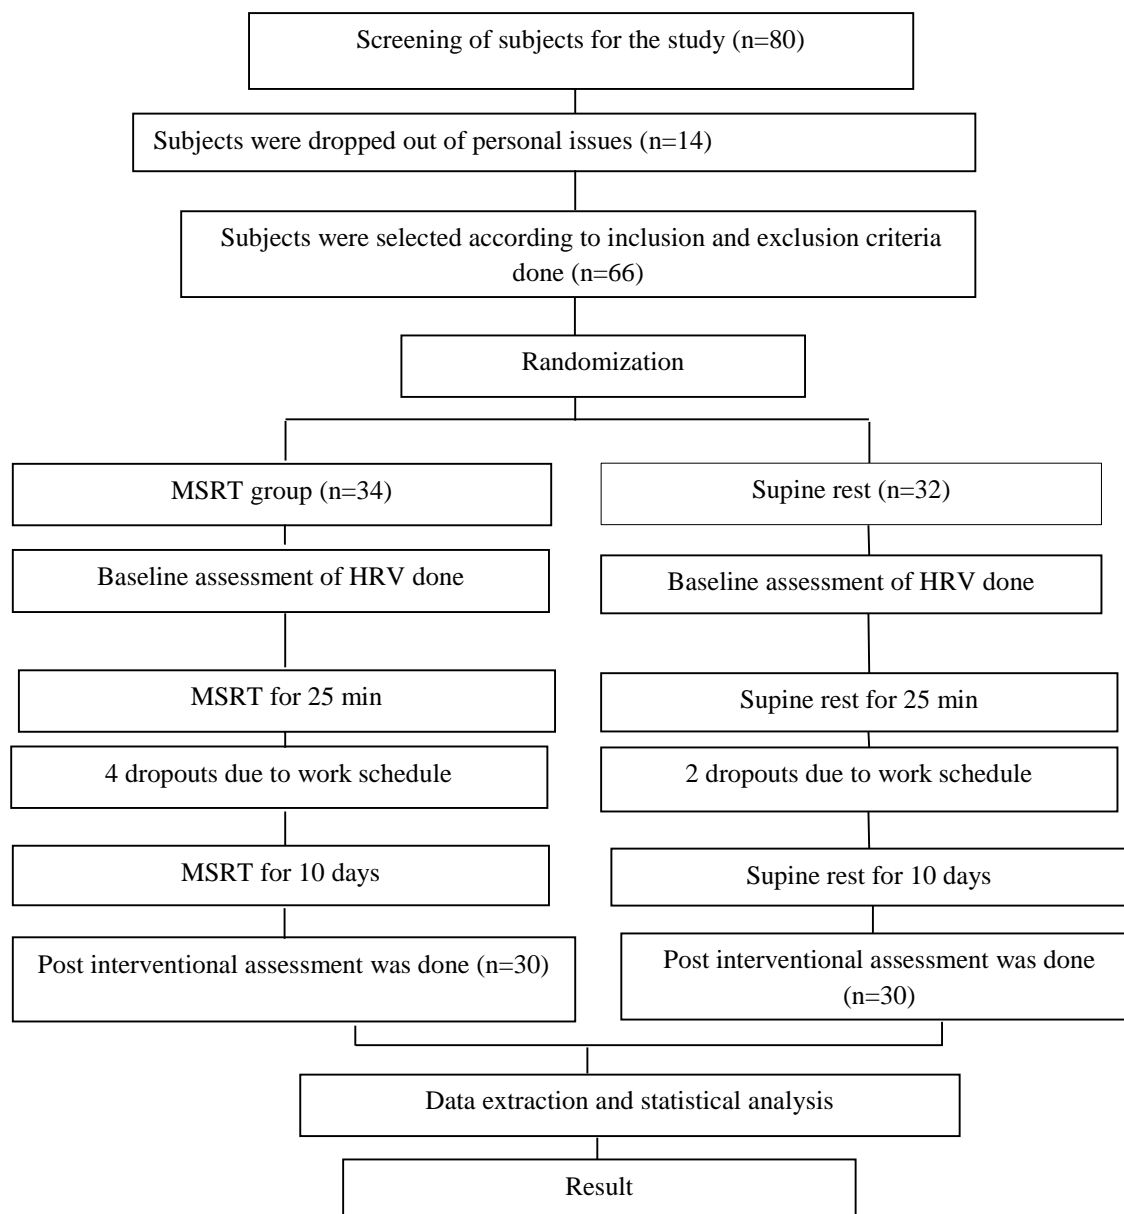 Screening of subjects for the study (n=80)
Subjects were dropped out of personal issues (n=14)
Subjects were selected according to inclusion and exclusion criteria
done (n=66)
Randomization
MSRT group (n=34)
Supine rest (n=32)
Baseline assessment of HRV done
Baseline assessment of HRV done
MSRT for 25 min
Supine rest for 25 min
4 dropouts due to work schedule
2 dropouts due to work schedule
MSRT for 10 days
Supine rest for 10 days
Post interventional assessment was done (n=30)
Post interventional assessment was done
(n=30)
Data extraction and statistical analysis
Result